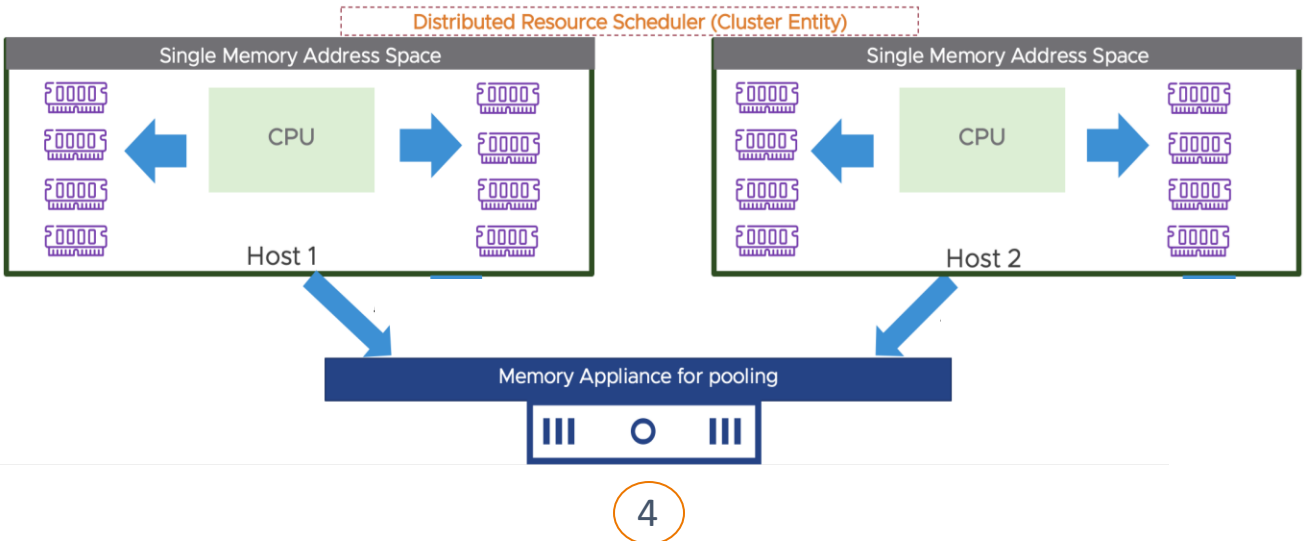 Distributed Resource Scheduler (Cluster Entity)
Single Memory Address Space
Single Memory Address Space
CPU
CPU
Host 1
Host 2
Memory Appliance for pooling
4